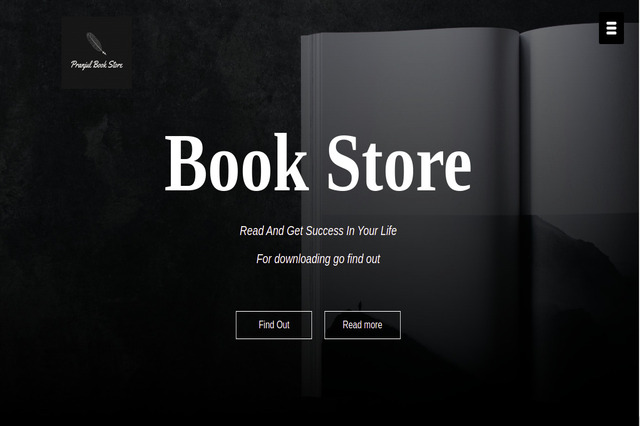 Pranjul Book Store
Book Store
Read And Get Success In Your Life
For downloading go find out
Find Out
Read more